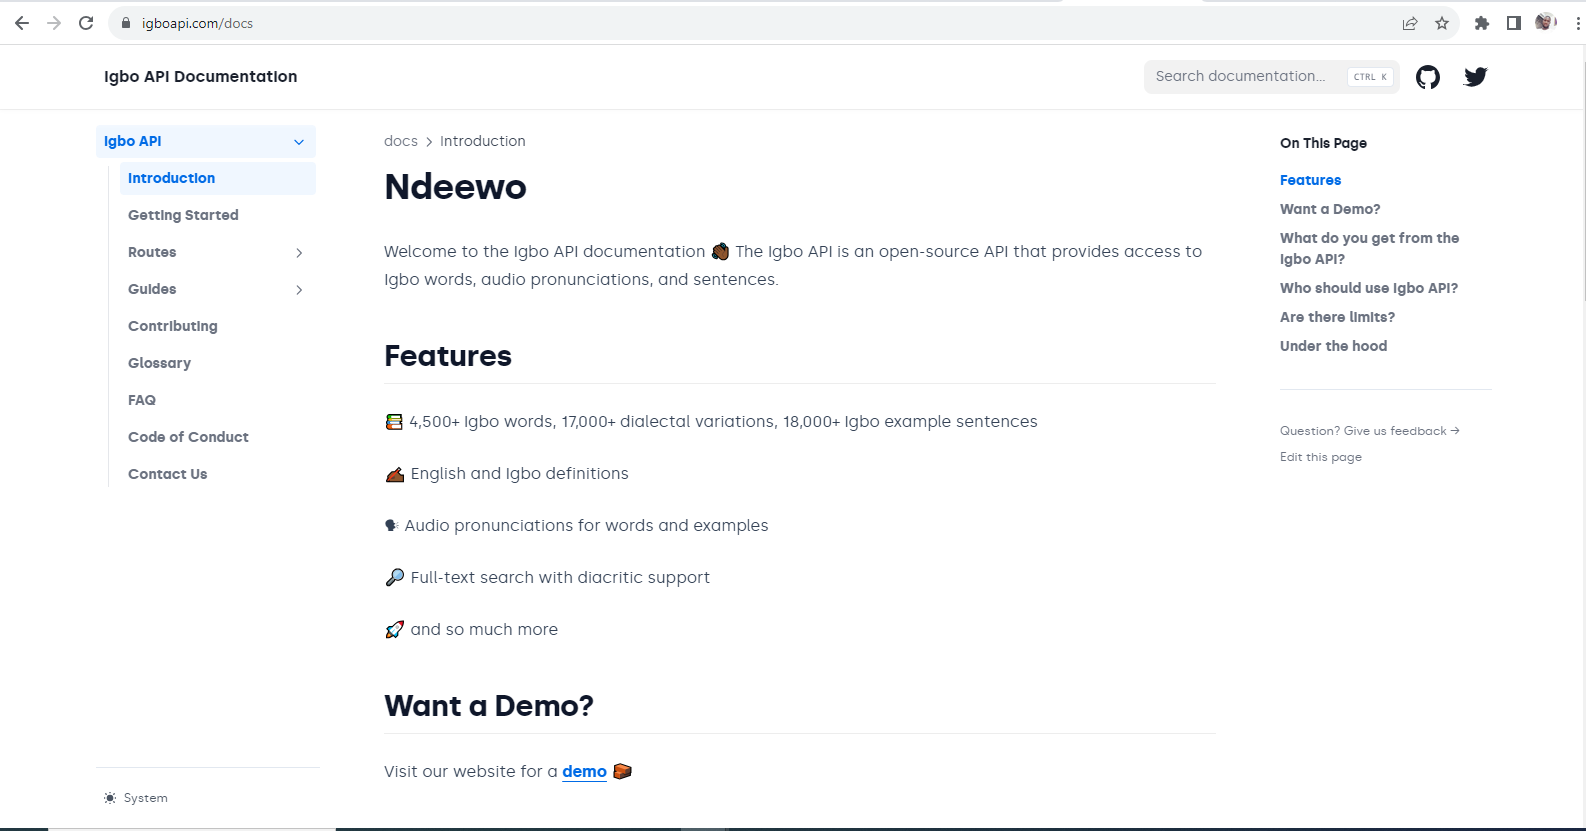 igboapi.com/docs
Igbo API Documentation
Search documentation...
CTRL K
Igbo API
Introduction
Getting Started
Routes
Guides
Contributing
Glossary
FAQ
Code of Conduct
Contact Us
System
docs > Introduction
Ndeewo
Welcome to the Igbo API documentation 👏🏿 The Igbo API is an open-source API that provides access to
Igbo words, audio pronunciations, and sentences.
Features
📚 4,500+ Igbo words, 17,000+ dialectal variations, 18,000+ Igbo example sentences
✍🏿 English and Igbo definitions
🗣 Audio pronunciations for words and examples
🔎 Full-text search with diacritic support
🚀 and so much more
Want a Demo?
Visit our website for a demo 🧱
On This Page
Features
Want a Demo?
What do you get from the
Igbo API?
Who should use Igbo API?
Are there limits?
Under the hood
Question? Give us feedback →
Edit this page